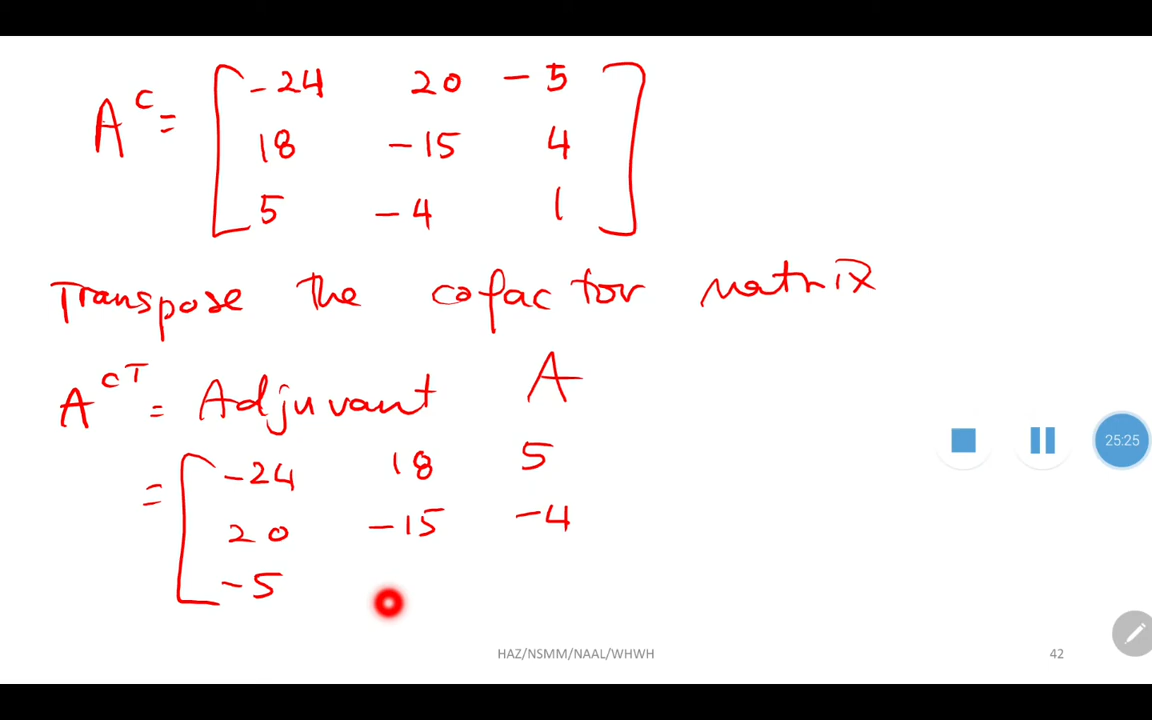 A^C = [ -24 20 -5
18 -15 4
5 -4 1 ]
Transpose the cofactor matrix
A^CT = Adjuvant A
= [ -24 18 5
20 -15 -4
-5
25:25
HAZ/NSMM/NAAL/WHWH 42